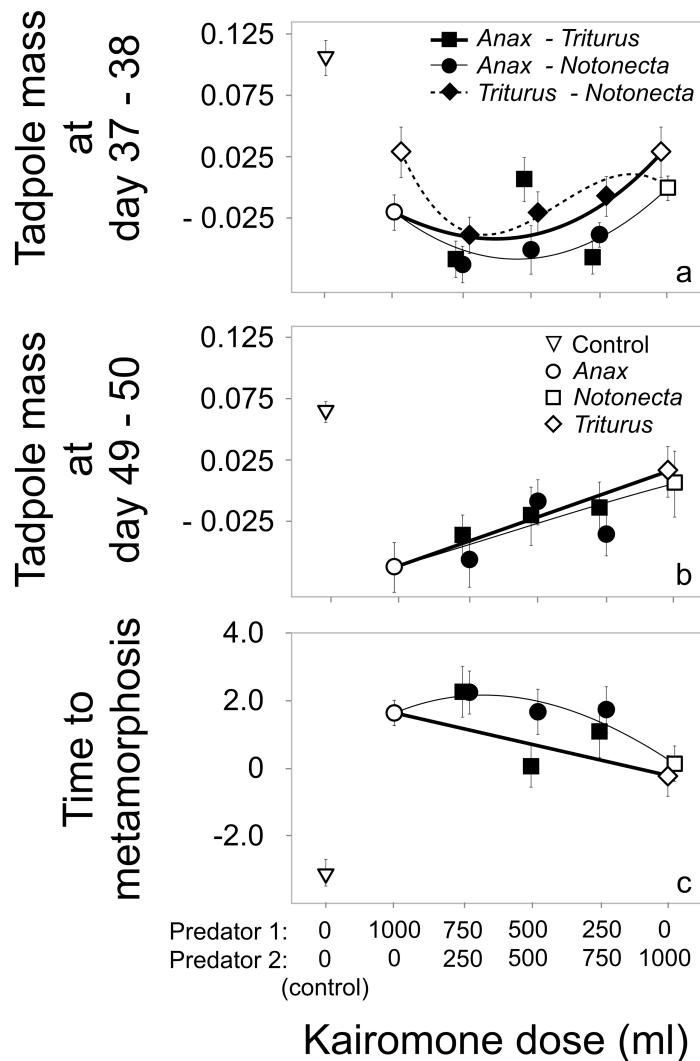 Tadpole mass
at
day 37 - 38
0.125
0.075
0.025
- 0.025
Anax - Triturus
Anax - Notonecta
Triturus - Notonecta
a
Tadpole mass
at
day 49 - 50
0.125
0.075
0.025
- 0.025
Control
Anax
Notonecta
Triturus
b
Time to
metamorphosis
4.0
2.0
0
-2.0
c
Predator 1: 0 1000 750 500 250 0
Predator 2: 0 0 250 500 750 1000
(control)
Kairomone dose (ml)